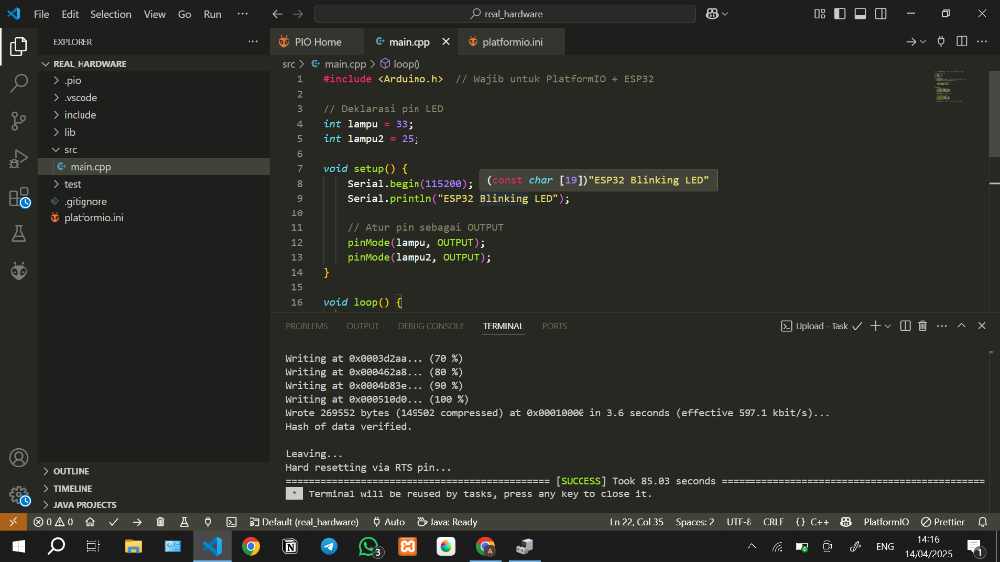 File Edit Selection View Go Run ··· real_hardware
EXPLORER ···
PIO Home main.cpp platformio.ini
REAL_HARDWARE
.pio
.vscode
include
lib
src
main.cpp
test
.gitignore
platformio.ini
OUTLINE
TIMELINE
JAVA PROJECTS
src > main.cpp > loop()
1 #include <Arduino.h>  // Wajib untuk PlatformIO + ESP32
2
3 // Deklarasi pin LED
4 int lampu = 33;
5 int lampu2 = 25;
6
7 void setup() {
(const char [19])"ESP32 Blinking LED"
8 Serial.begin(115200);
9 Serial.println("ESP32 Blinking LED");
10
11 // Atur pin sebagai OUTPUT
12 pinMode(lampu, OUTPUT);
13 pinMode(lampu2, OUTPUT);
14 }
15
16 void loop() {
PROBLEMS OUTPUT DEBUG CONSOLE TERMINAL PORTS Upload - Task
Writing at 0x0003d2aa... (70 %)
Writing at 0x000462a8... (80 %)
Writing at 0x0004b83e... (90 %)
Writing at 0x000510d0... (100 %)
Wrote 269552 bytes (149502 compressed) at 0x00010000 in 3.6 seconds (effective 597.1 kbit/s)...
Hash of data verified.
Leaving...
Hard resetting via RTS pin...
================================================ [SUCCESS] Took 85.03 seconds ================================================
* Terminal will be reused by tasks, press any key to close it.
0 0 Default (real_hardware) Auto Java: Ready Ln 22, Col 35 Spaces: 2 UTF-8 CRLF {} C++ PlatformIO Prettier
3 ENG 14:16
14/04/2025 1